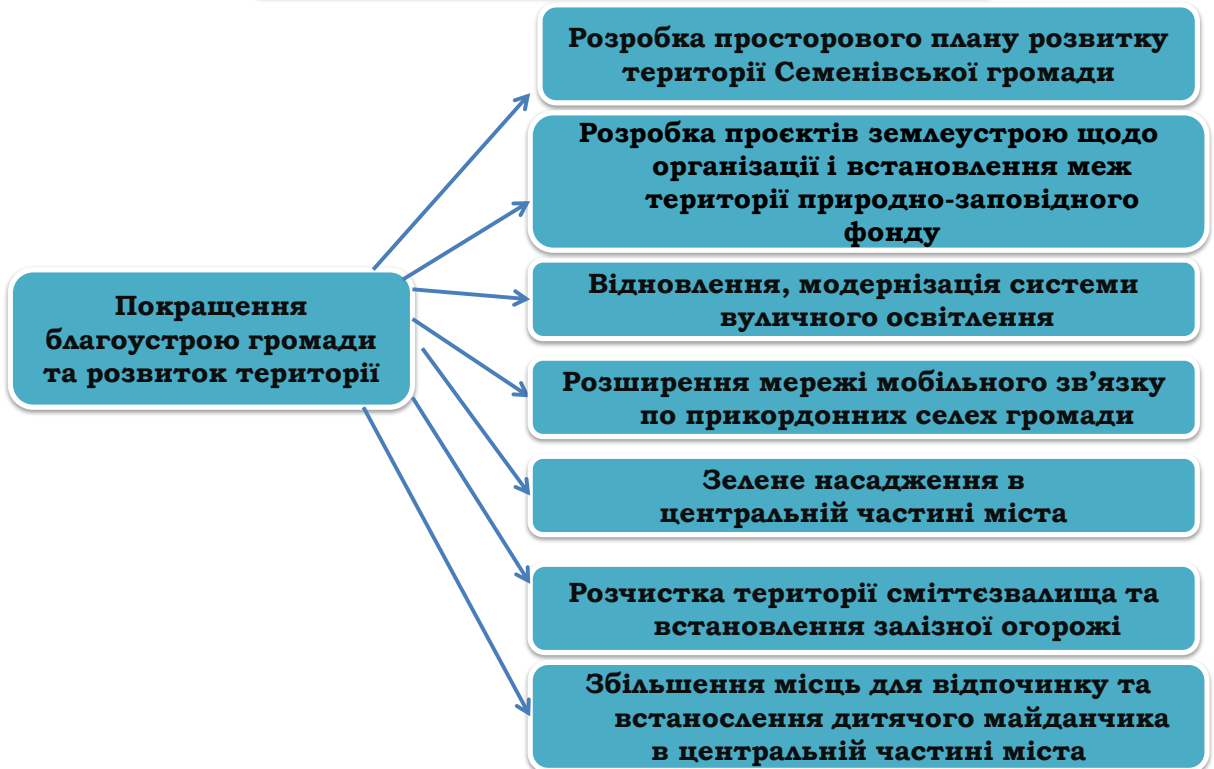 Розробка просторового плану розвитку
території Семенівської громади
Розробка проєктів землеустрою щодо
організації і встановлення меж
території природно-заповідного
фонду
Покращення
благоустрою громади
та розвиток території
Відновлення, модернізація системи
вуличного освітлення
Розширення мережі мобільного зв’язку
по прикордонних селех громади
Зелене насадження в
центральній частині міста
Розчистка території сміттєзвалища та
встановлення залізної огорожі
Збільшення місць для відпочинку та
встанослення дитячого майданчика
в центральній частині міста